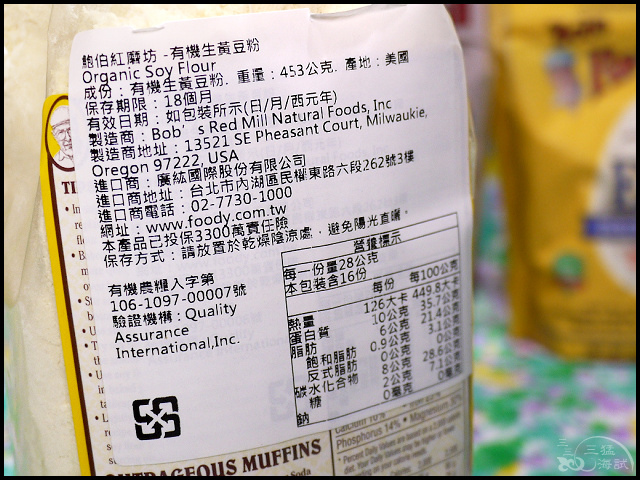 鮑伯紅磨坊 -有機生黃豆粉
Organic Soy Flour
成份：有機生黃豆粉. 重量：453公克. 產地：美國
保存期限：18個月
有效日期：如包裝所示(日/月/西元年)
製造商：Bob's Red Mill Natural Foods, Inc
製造商地址：13521 SE Pheasant Court, Milwaukie,
Oregon 97222, USA
進口商：廣紘國際股份有限公司
進口商地址：台北市內湖區民權東路六段262號3樓
進口商電話：02-7730-1000
網址：www.foody.com.tw
本產品已投保3300萬責任險
保存方式：請放置於乾燥陰涼處，避免陽光直曬。
有機農糧入字第
106-1097-00007號
驗證機構：Quality
Assurance
International,Inc.
營養標示
每一份量28公克
本包裝含16份
每份 每100公克
熱量 126大卡 449.8大卡
蛋白質 10公克 35.7公克
脂肪 6公克 21.4公克
飽和脂肪 0.9公克 3.1公克
反式脂肪 0公克 0公克
碳水化合物 8公克 28.6公克
糖 2公克 7.1公克
鈉 0毫克 0毫克
Calcium 10%
Phosphorus 14% • Magnesium
OUTRAGEOUS MUFFINS
Soda
三猛
海試